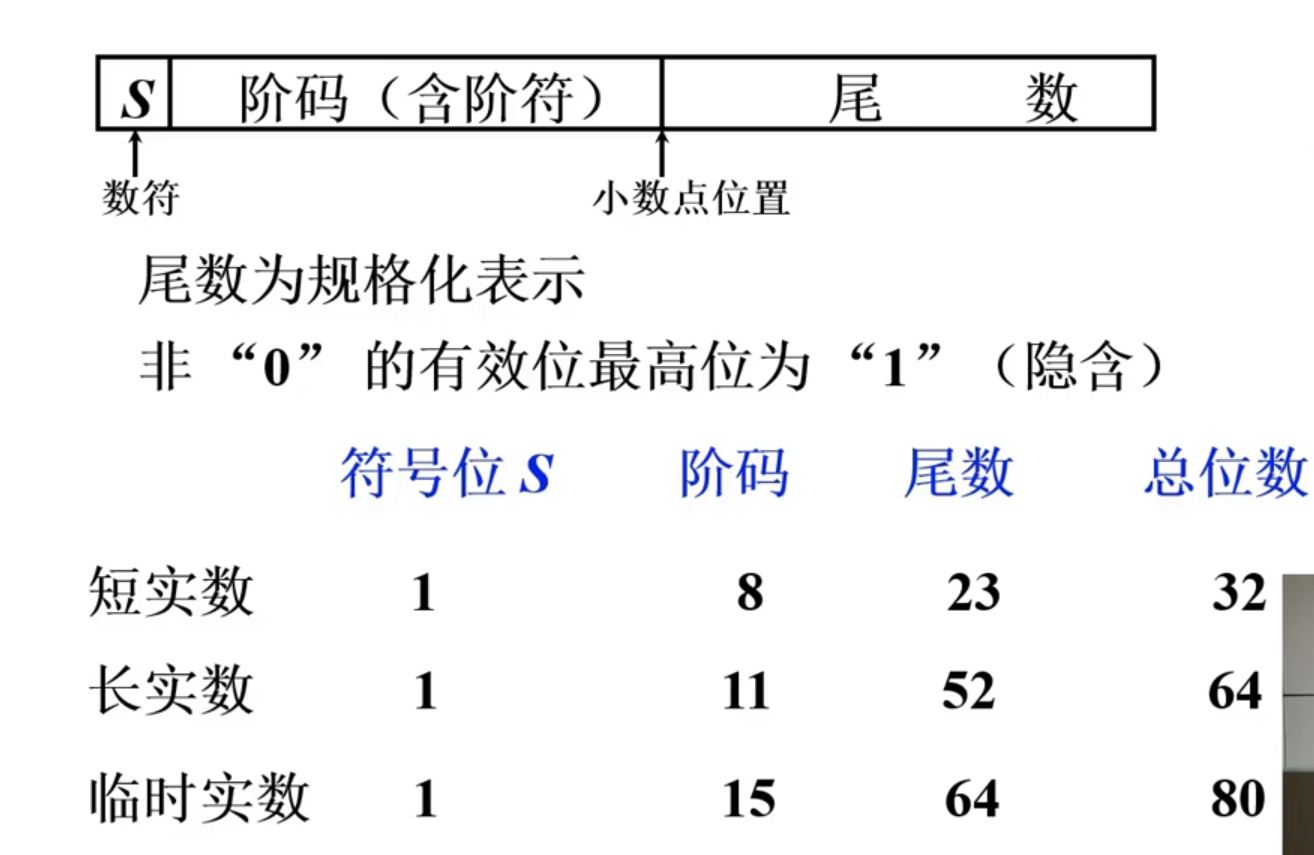 S 阶码（含阶符） 尾 数
数符 小数点位置
尾数为规格化表示
非“0”的有效位最高位为“1”（隐含）
符号位 S 阶码 尾数 总位数
短实数 1 8 23 32
长实数 1 11 52 64
临时实数 1 15 64 80